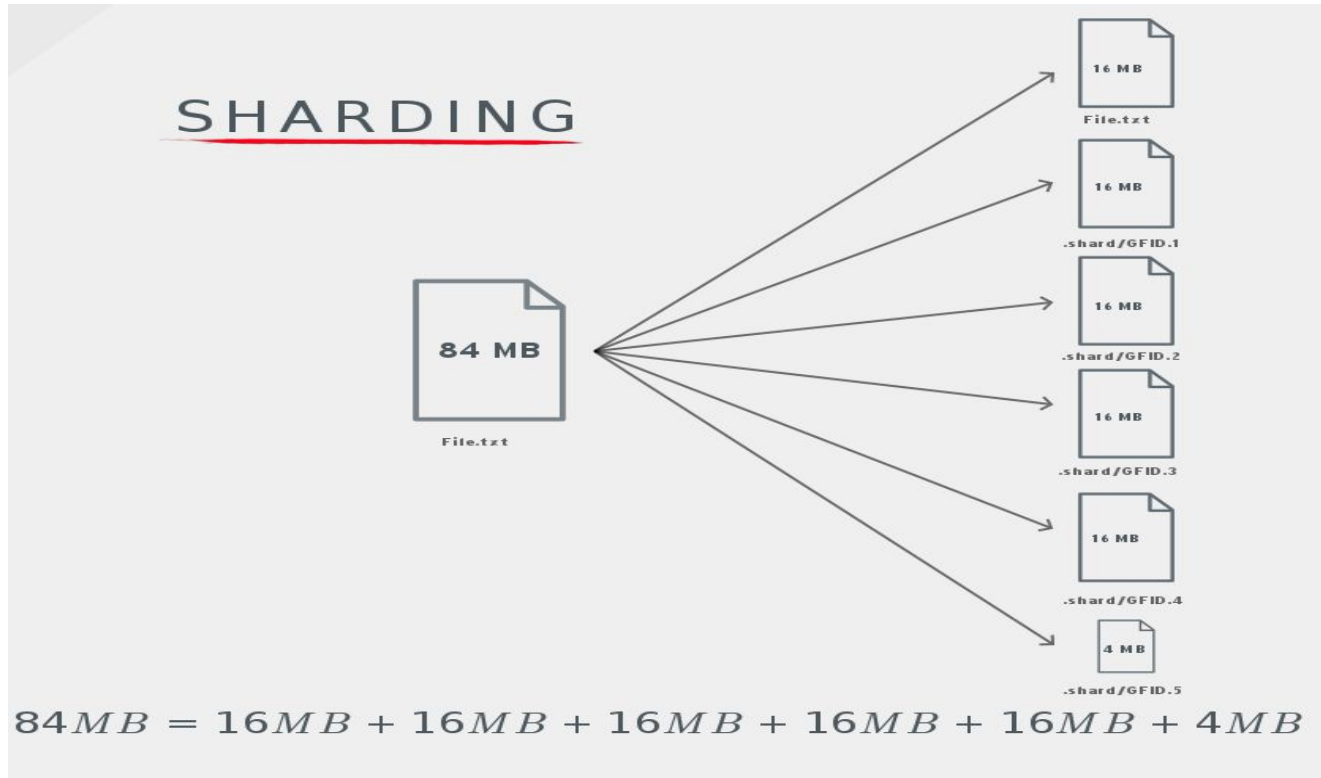 SHARDING
84 MB
File.txt
16 MB
File.txt
16 MB
.shard/GFID.1
16 MB
.shard/GFID.2
16 MB
.shard/GFID.3
16 MB
.shard/GFID.4
4 MB
.shard/GFID.5
84MB = 16MB + 16MB + 16MB + 16MB + 16MB + 4MB